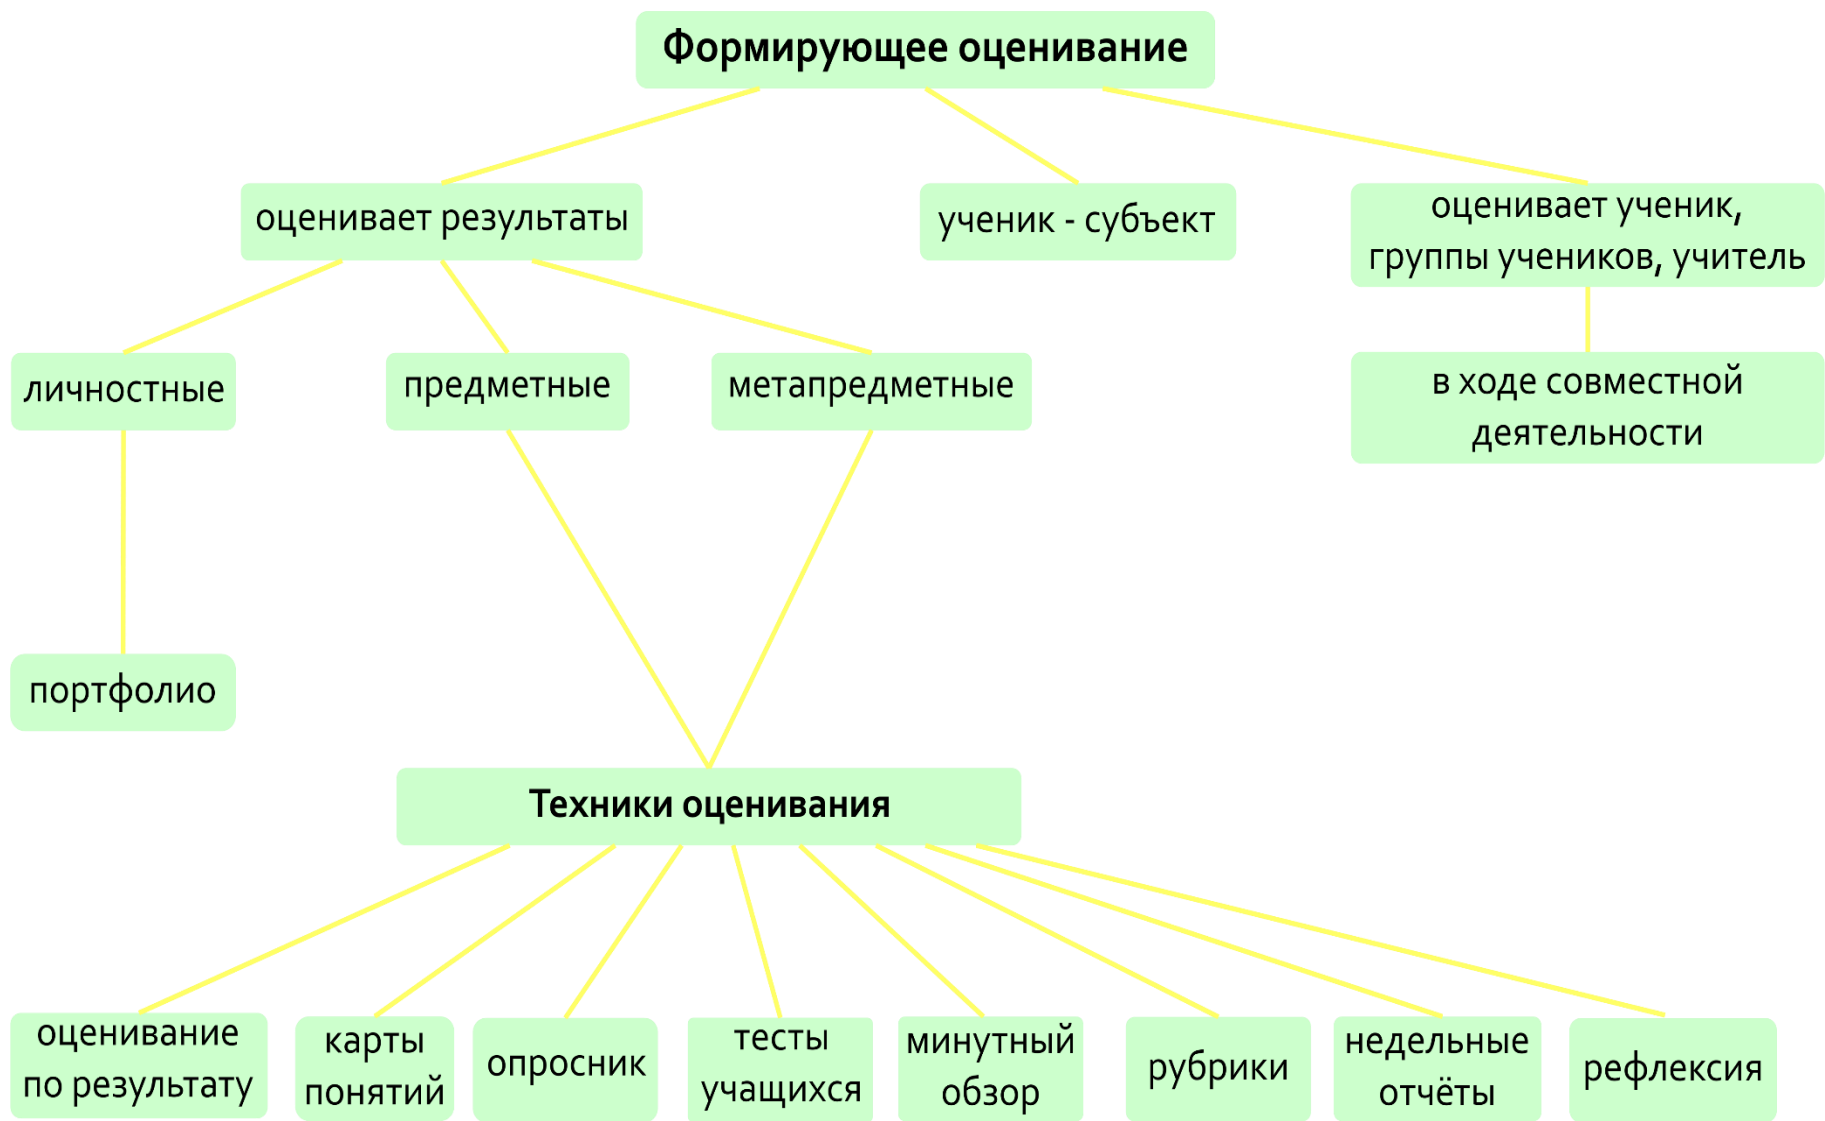 Формирующее оценивание
оценивает результаты
ученик - субъект
оценивает ученик,
группы учеников, учитель
личностные
предметные
метапредметные
в ходе совместной
деятельности
портфолио
Техники оценивания
оценивание
по результату
карты
понятий
опросник
тесты
учащихся
минутный
обзор
рубрики
недельные
отчёты
рефлексия